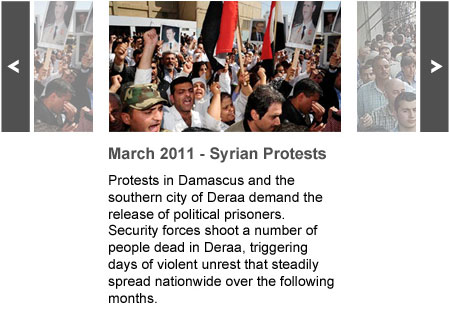 March 2011 - Syrian Protests
Protests in Damascus and the
southern city of Deraa demand the
release of political prisoners.
Security forces shoot a number of
people dead in Deraa, triggering
days of violent unrest that steadily
spread nationwide over the following
months.